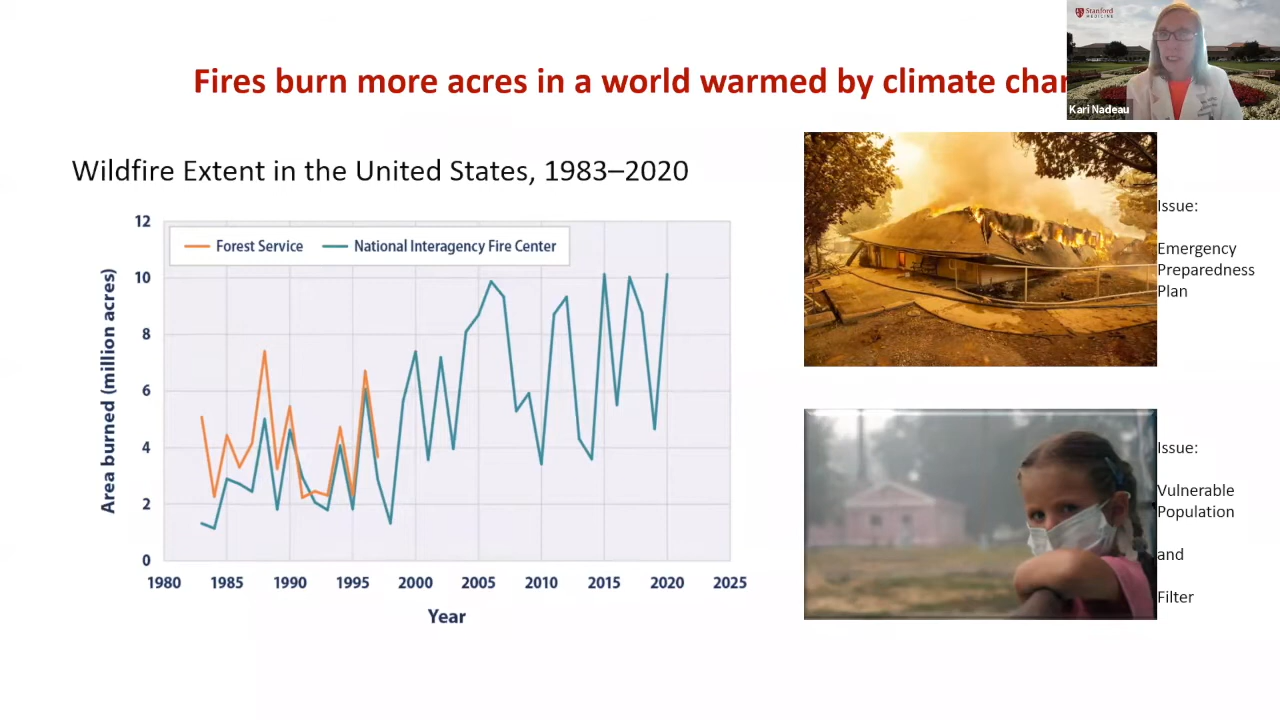 Stanford
MEDICINE
Kari Nadeau
Fires burn more acres in a world warmed by climate
Wildfire Extent in the United States, 1983–2020
Forest Service
National Interagency Fire Center
Area burned (million acres)
12
10
8
6
4
2
0
1980 1985 1990 1995 2000 2005 2010 2015 2020 2025
Year
Issue:
Emergency
Preparedness
Plan
Issue:
Vulnerable
Population
and
Filter